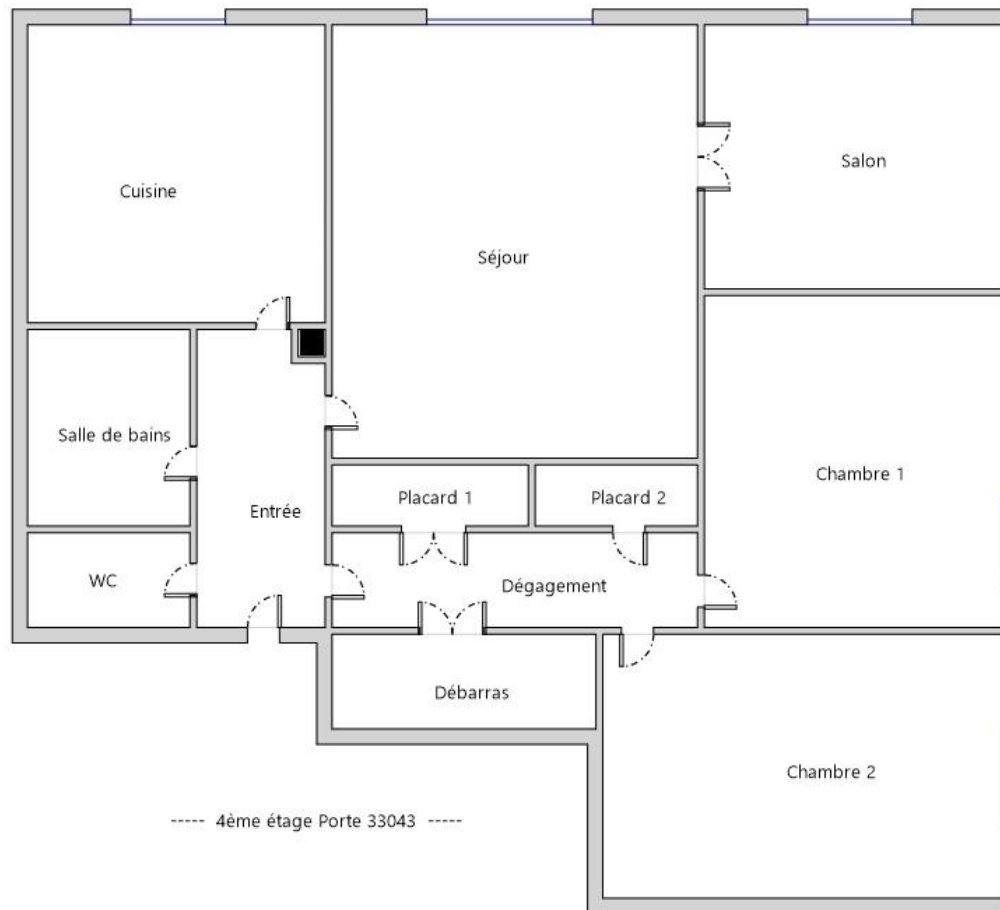 Cuisine
Séjour
Salon
Salle de bains
Entrée
Placard 1
Placard 2
Chambre 1
WC
Dégagement
Débarras
Chambre 2
----- 4ème étage Porte 33043 -----